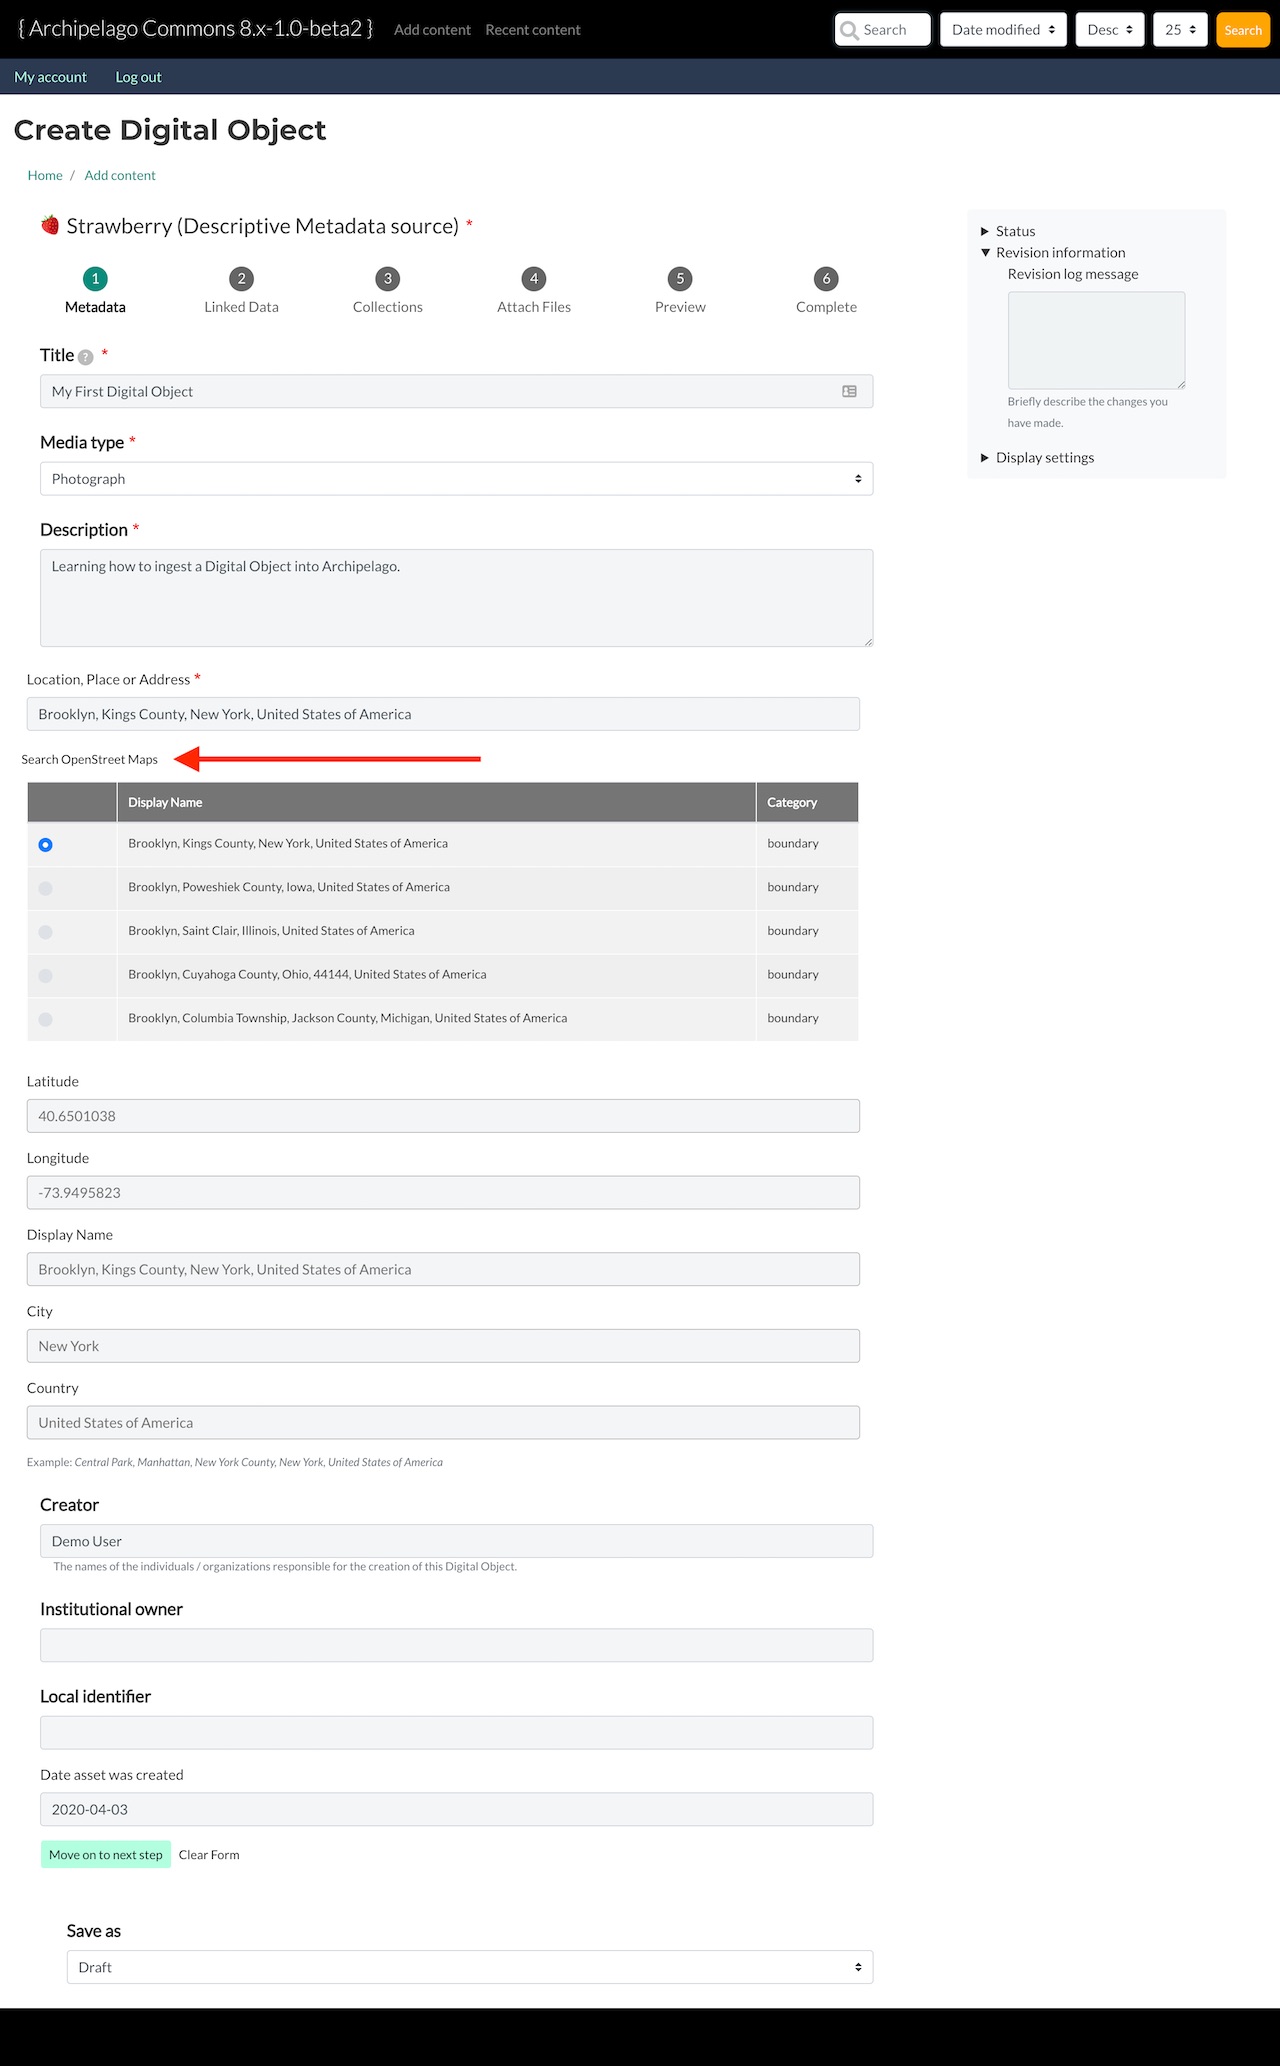 { Archipelago Commons 8.x-1.0-beta2 } Add content Recent content Search Date modified Desc 25 Search
My account Log out
Create Digital Object
Home / Add content
Strawberry (Descriptive Metadata source) *
1 2 3 4 5 6
Metadata Linked Data Collections Attach Files Preview Complete
Title ? *
My First Digital Object
Media type *
Photograph
Description *
Learning how to ingest a Digital Object into Archipelago.
Status
Revision information
Revision log message
Briefly describe the changes you
have made.
Display settings
Location, Place or Address *
Brooklyn, Kings County, New York, United States of America
Search OpenStreet Maps
Display Name Category
Brooklyn, Kings County, New York, United States of America boundary
Brooklyn, Poweshiek County, Iowa, United States of America boundary
Brooklyn, Saint Clair, Illinois, United States of America boundary
Brooklyn, Cuyahoga County, Ohio, 44144, United States of America boundary
Brooklyn, Columbia Township, Jackson County, Michigan, United States of America boundary
Latitude
40.6501038
Longitude
-73.9495823
Display Name
Brooklyn, Kings County, New York, United States of America
City
New York
Country
United States of America
Example: Central Park, Manhattan, New York County, New York, United States of America
Creator
Demo User
The names of the individuals / organizations responsible for the creation of this Digital Object.
Institutional owner
Local identifier
Date asset was created
2020-04-03
Move on to next step Clear Form
Save as
Draft